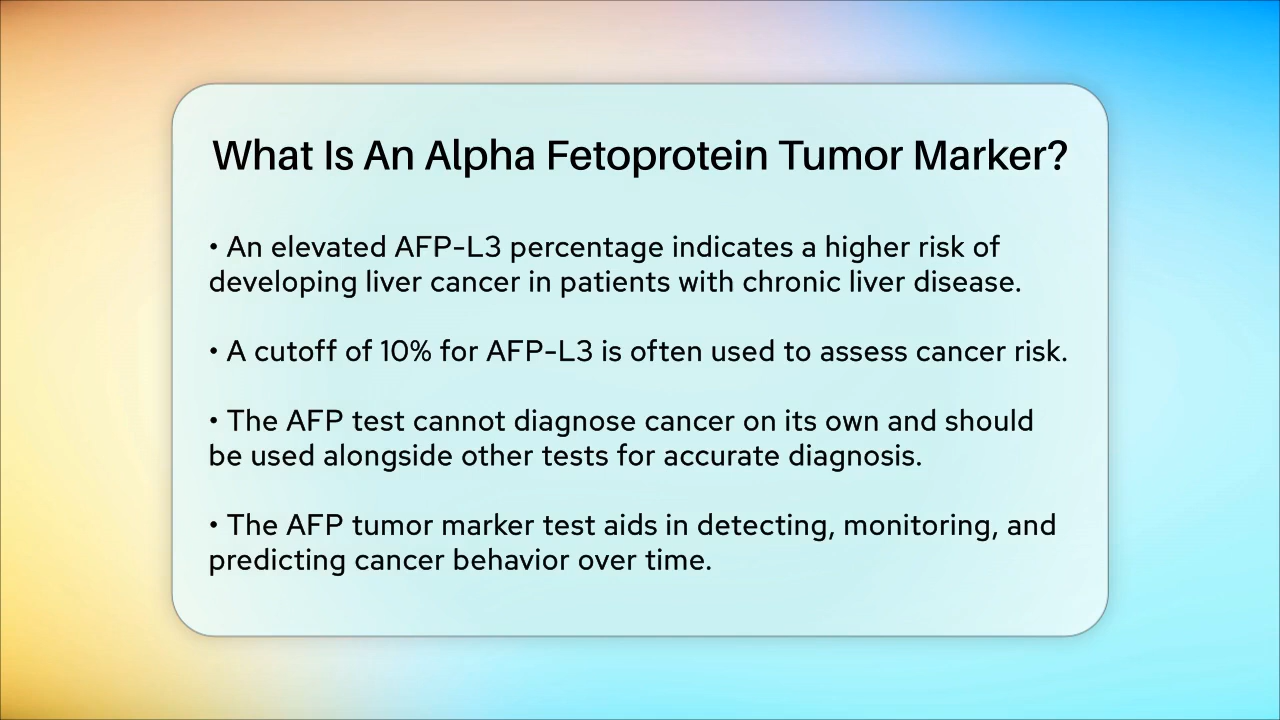 What Is An Alpha Fetoprotein Tumor Marker?
• An elevated AFP-L3 percentage indicates a higher risk of
developing liver cancer in patients with chronic liver disease.
• A cutoff of 10% for AFP-L3 is often used to assess cancer risk.
• The AFP test cannot diagnose cancer on its own and should
be used alongside other tests for accurate diagnosis.
• The AFP tumor marker test aids in detecting, monitoring, and
predicting cancer behavior over time.